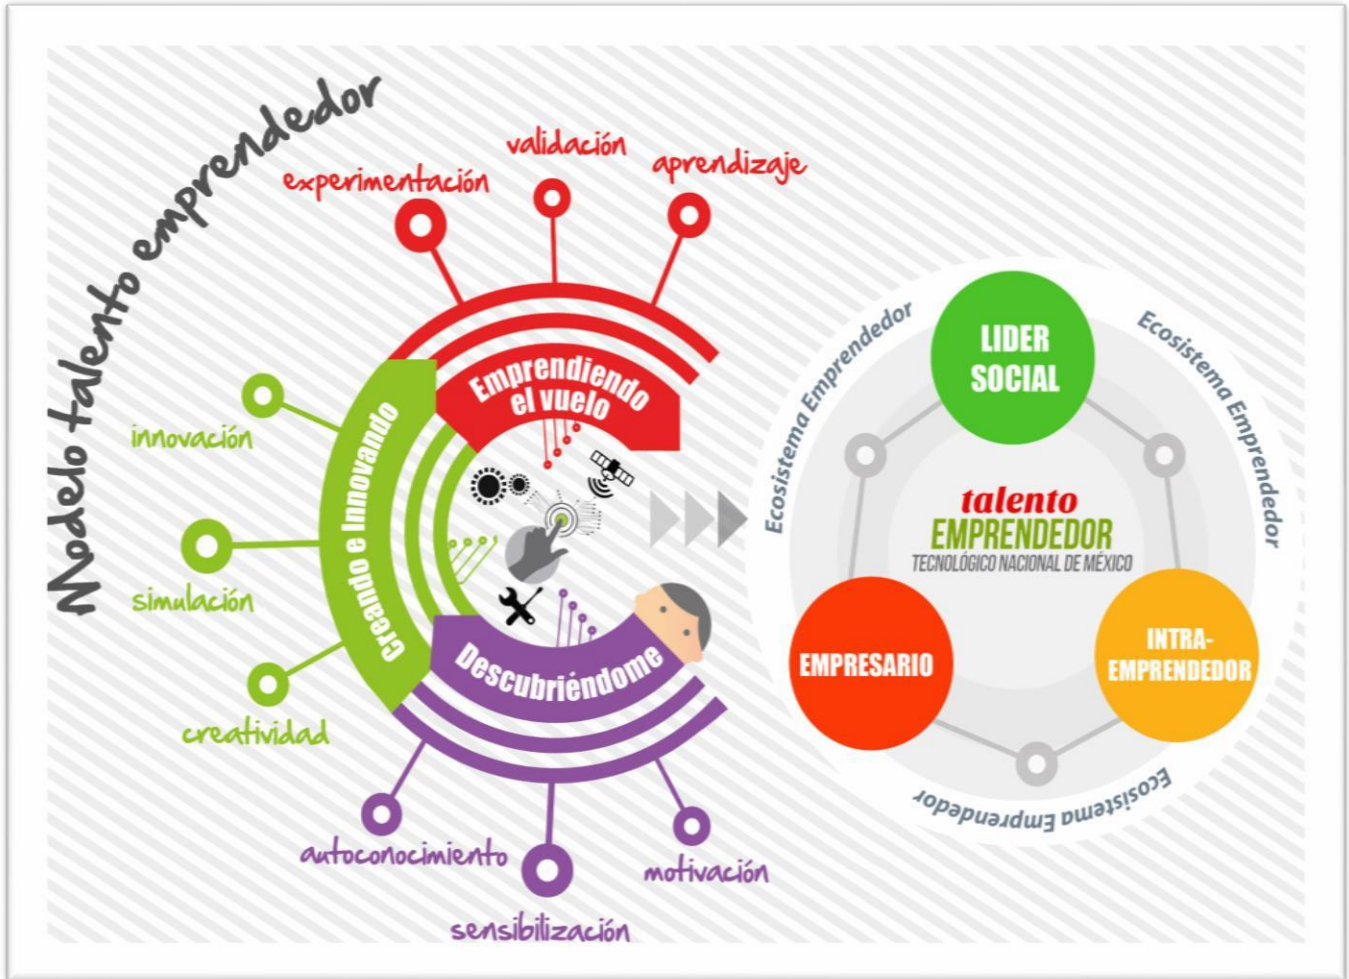 Modelo talento emprendedor
experimentación
validación
aprendizaje
Emprendiendo
el vuelo
innovación
simulación
creatividad
Creando e Innovando
Descubriéndome
autoconocimiento
sensibilización
motivación
Ecosistema Emprendedor
Ecosistema Emprendedor
Ecosistema Emprendedor
LIDER
SOCIAL
talento
EMPRENDEDOR
TECNOLÓGICO NACIONAL DE MÉXICO
EMPRESARIO
INTRA-
EMPRENDEDOR